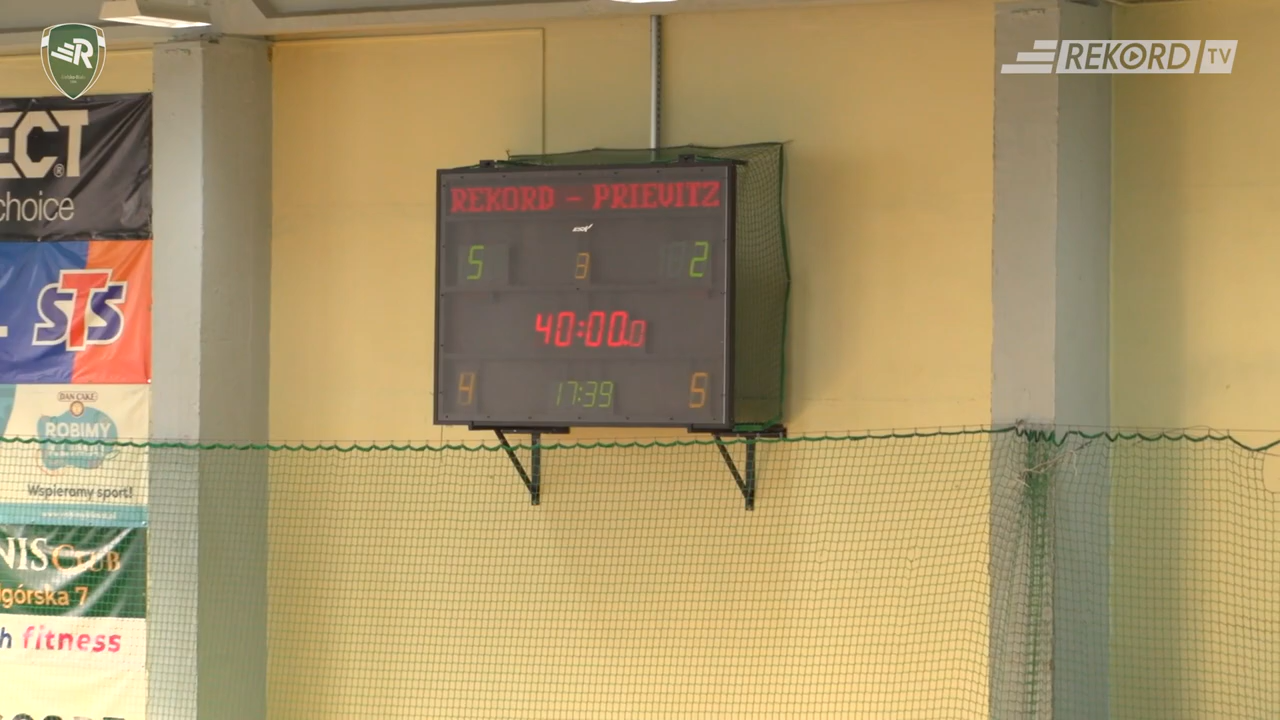 R
REKORD TV
ECT®
choice
STS
DAN CAKE
ROBIMY
Wspieramy sport!
NIS CLUB
górska 7
h fitness
REKORD - PRIEVITZ
5 3 2
40:00.0
4 17:39 5